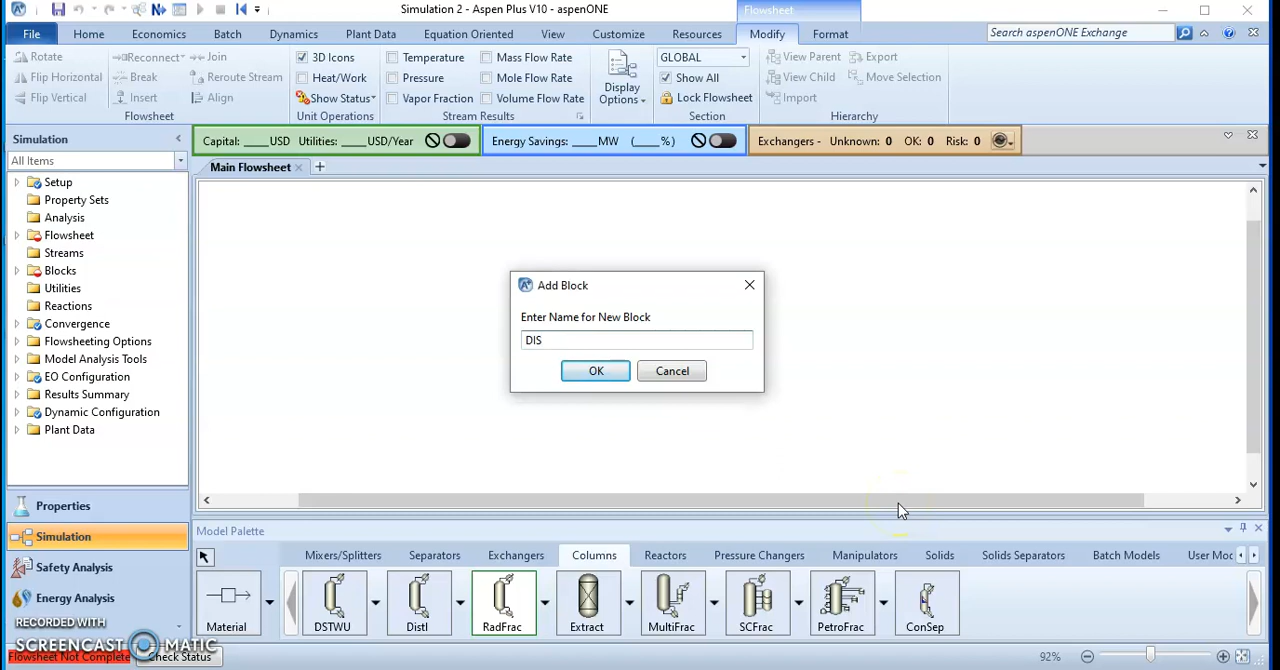 Simulation 2 - Aspen Plus V10 - aspenONE
Flowsheet
File Home Economics Batch Dynamics Plant Data Equation Oriented View Customize Resources Modify Format
Search aspenONE Exchange
Rotate
Flip Horizontal
Flip Vertical
Reconnect
Break
Insert
Join
Reroute Stream
Align
Flowsheet
3D Icons
Heat/Work
Show Status
Unit Operations
Temperature
Pressure
Vapor Fraction
Mass Flow Rate
Mole Flow Rate
Volume Flow Rate
Stream Results
Display
Options
GLOBAL
Show All
Lock Flowsheet
Section
View Parent
View Child
Import
Export
Move Selection
Hierarchy
Simulation
All Items
Capital: ____USD Utilities: ____USD/Year
Energy Savings: ____MW (____%)
Exchangers - Unknown: 0 OK: 0 Risk: 0
Main Flowsheet
Setup
Property Sets
Analysis
Flowsheet
Streams
Blocks
Utilities
Reactions
Convergence
Flowsheeting Options
Model Analysis Tools
EO Configuration
Results Summary
Dynamic Configuration
Plant Data
Add Block
Enter Name for New Block
DIS
OK Cancel
Properties
Simulation
Safety Analysis
Energy Analysis
RECORDED WITH
SCREENCAST MATIC
Flowsheet Not Complete Check Status
Model Palette
Mixers/Splitters Separators Exchangers Columns Reactors Pressure Changers Manipulators Solids Solids Separators Batch Models User Moc
Material DSTWU Distl RadFrac Extract MultiFrac SCFrac PetroFrac ConSep
92%